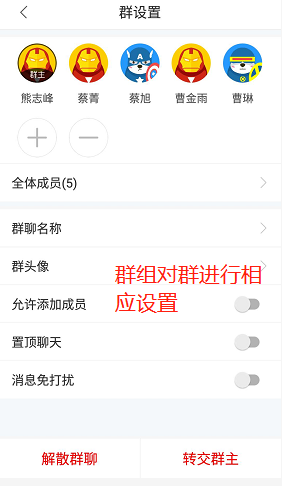 群设置
群主
熊志峰 蔡菁 蔡旭 曹金雨 曹琳
全体成员(5)
群聊名称
群头像
群组对群进行相
应设置
允许添加成员
置顶聊天
消息免打扰
解散群聊 转交群主